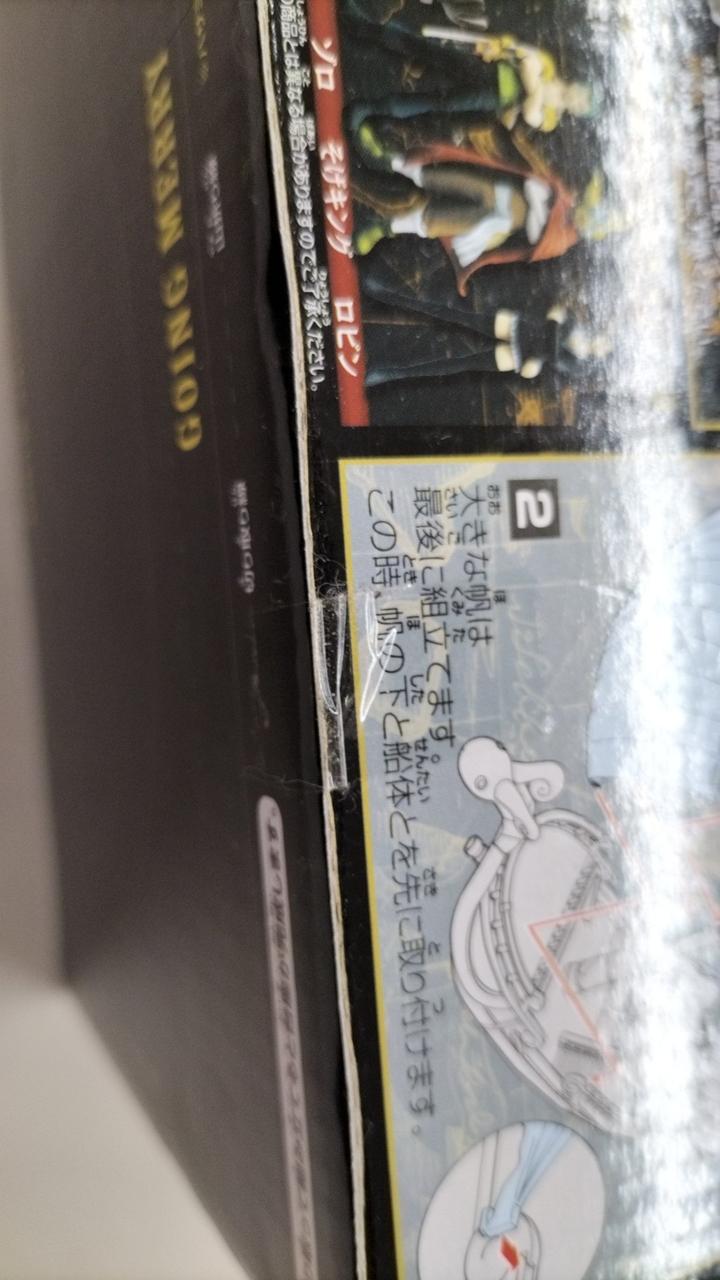 ゾロ そげキング ロビン
商品とは異なる場合がありますのでご了承ください。
2
大きな帆は
最後に組立てます。
この時、帆の下と船体とを先に取り付けます。
GOING MERRY